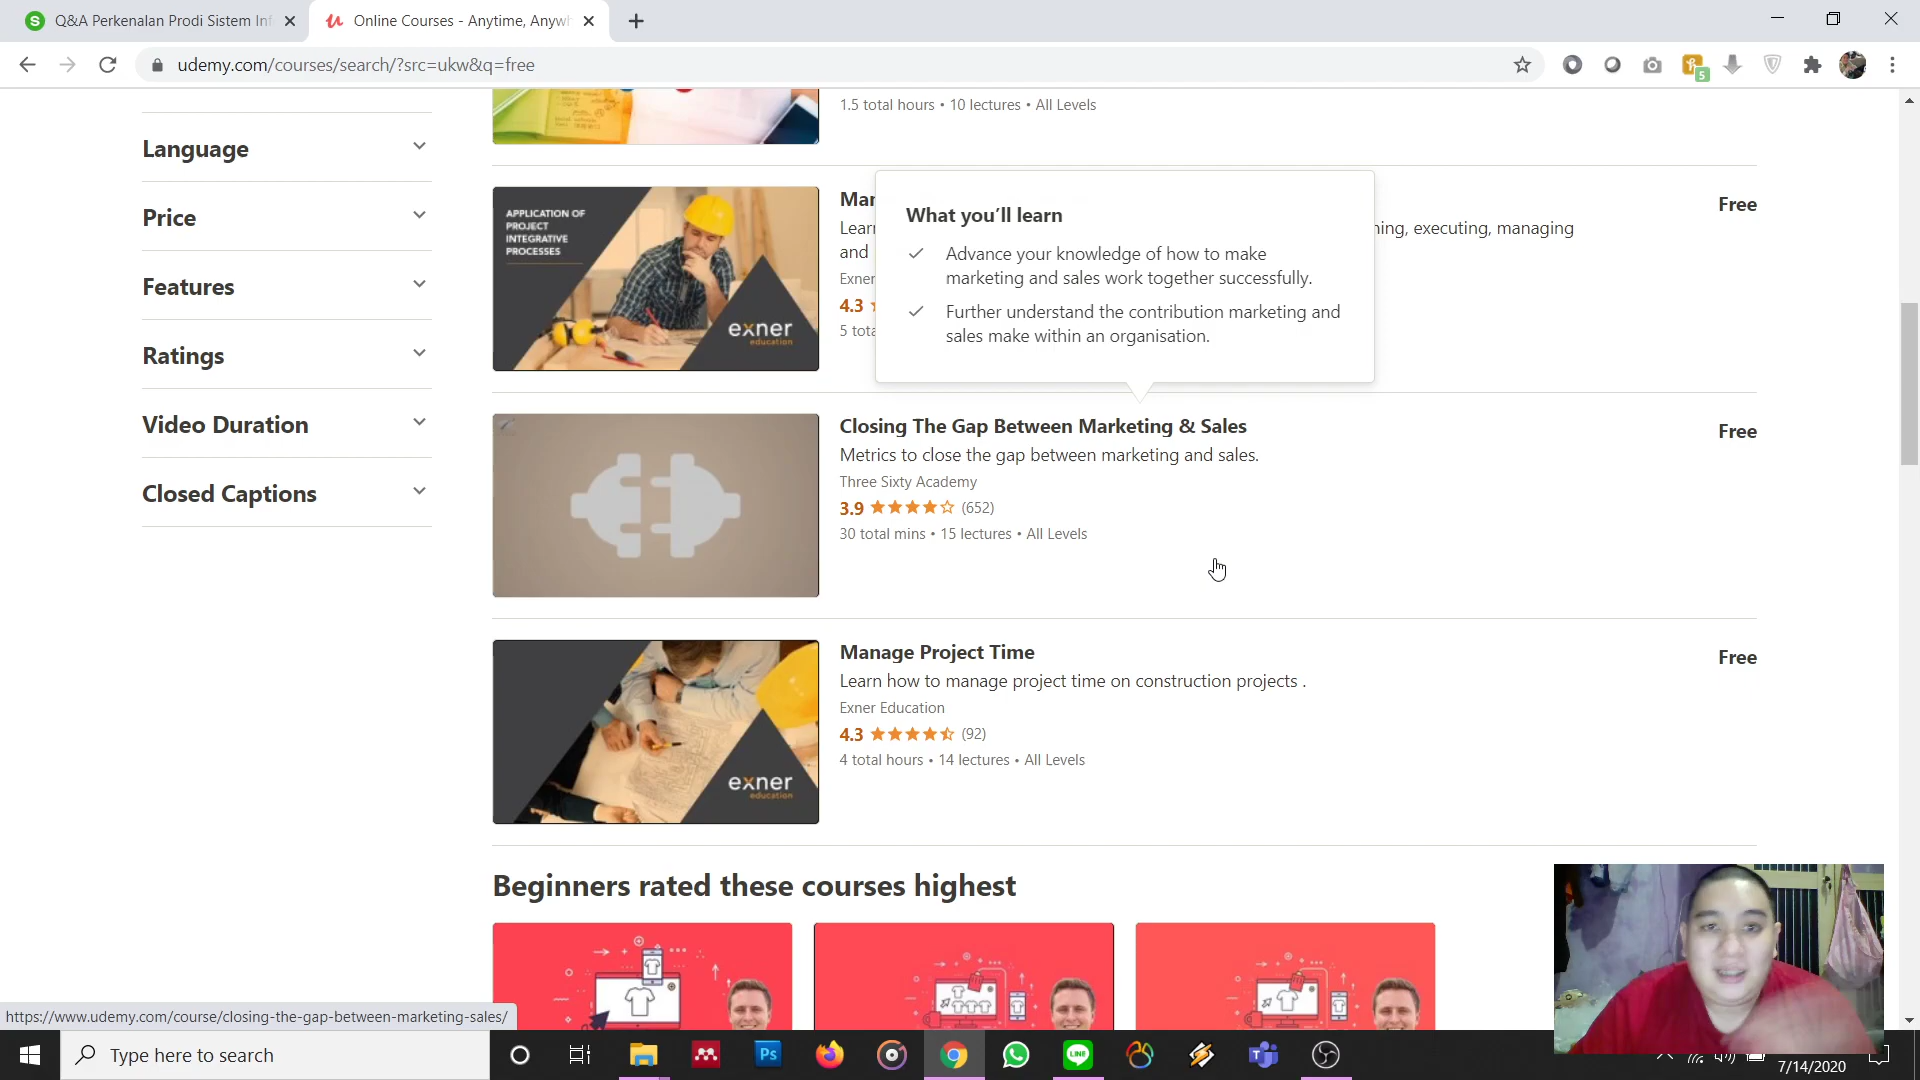 Q&A Perkenalan Prodi Sistem Inf
Online Courses - Anytime, Anywh
udemy.com/courses/search/?src=ukw&q=free
5
1.5 total hours • 10 lectures • All Levels
Language
Price
Features
Ratings
Video Duration
Closed Captions
APPLICATION OF
PROJECT
INTEGRATIVE
PROCESSES
exner
education
Man
Free
Learn
ning, executing, managing
and
Exner
4.3
5 tota
What you'll learn
Advance your knowledge of how to make
marketing and sales work together successfully.
Further understand the contribution marketing and
sales make within an organisation.
Closing The Gap Between Marketing & Sales
Free
Metrics to close the gap between marketing and sales.
Three Sixty Academy
3.9 (652)
30 total mins • 15 lectures • All Levels
exner
education
Manage Project Time
Free
Learn how to manage project time on construction projects .
Exner Education
4.3 (92)
4 total hours • 14 lectures • All Levels
Beginners rated these courses highest
https://www.udemy.com/course/closing-the-gap-between-marketing-sales/
Type here to search
Ps
LINE
7/14/2020